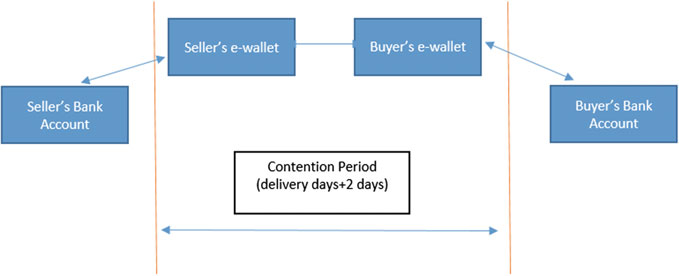 Seller's e-wallet
Buyer's e-wallet
Seller's Bank
Account
Buyer's Bank
Account
Contention Period
(delivery days+2 days)